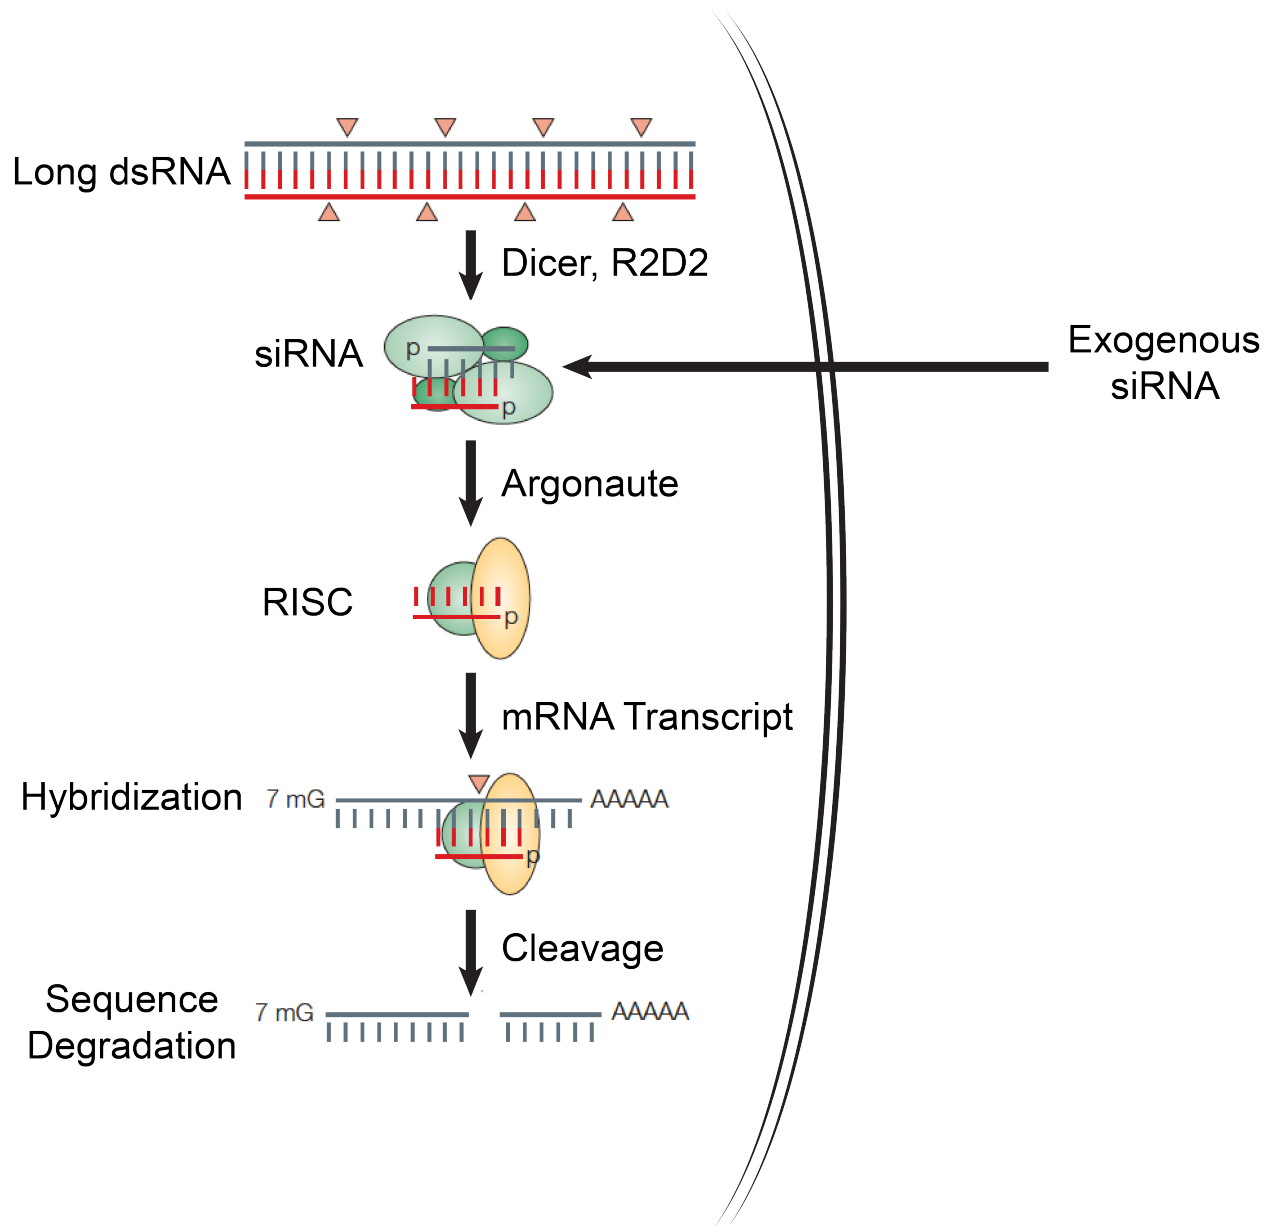 Long dsRNA
Dicer, R2D2
siRNA
p
p
Exogenous
siRNA
Argonaute
RISC
p
mRNA Transcript
Hybridization
7 mG
AAAAA
p
Cleavage
Sequence
Degradation
7 mG
AAAAA